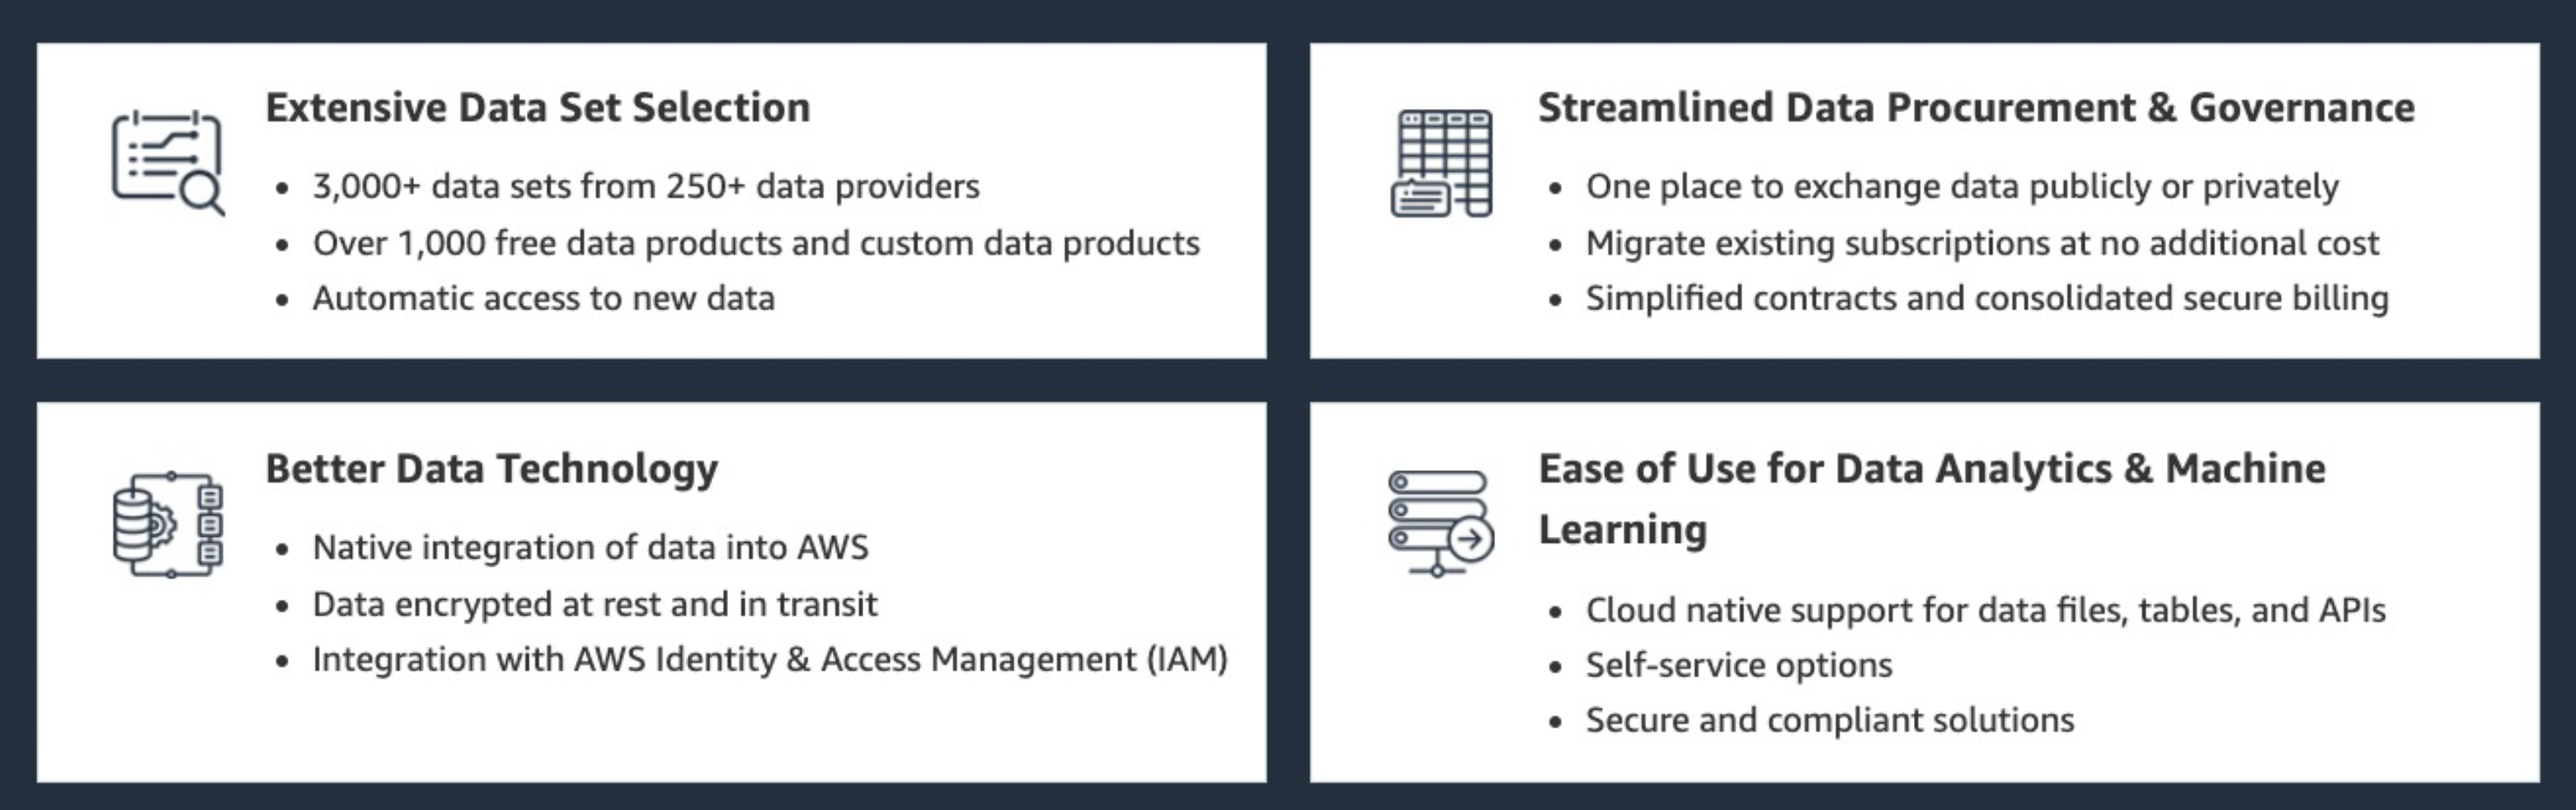 Extensive Data Set Selection
• 3,000+ data sets from 250+ data providers
• Over 1,000 free data products and custom data products
• Automatic access to new data
Streamlined Data Procurement & Governance
• One place to exchange data publicly or privately
• Migrate existing subscriptions at no additional cost
• Simplified contracts and consolidated secure billing
Better Data Technology
• Native integration of data into AWS
• Data encrypted at rest and in transit
• Integration with AWS Identity & Access Management (IAM)
Ease of Use for Data Analytics & Machine
Learning
• Cloud native support for data files, tables, and APIs
• Self-service options
• Secure and compliant solutions